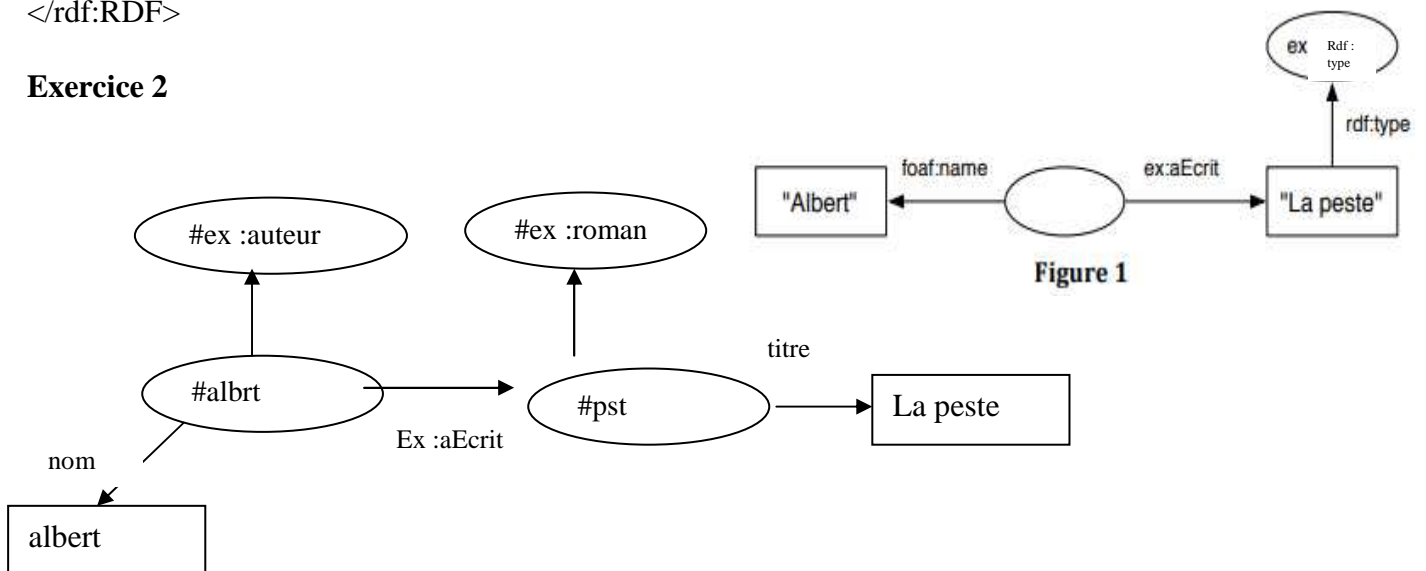 </rdf:RDF>
Exercice 2
ex Rdf :
type
rdf:type
foaf:name
ex:aEcrit
"Albert"
"La peste"
Figure 1
#ex :auteur
#ex :roman
titre
#albrt
#pst
La peste
Ex :aEcrit
nom
albert